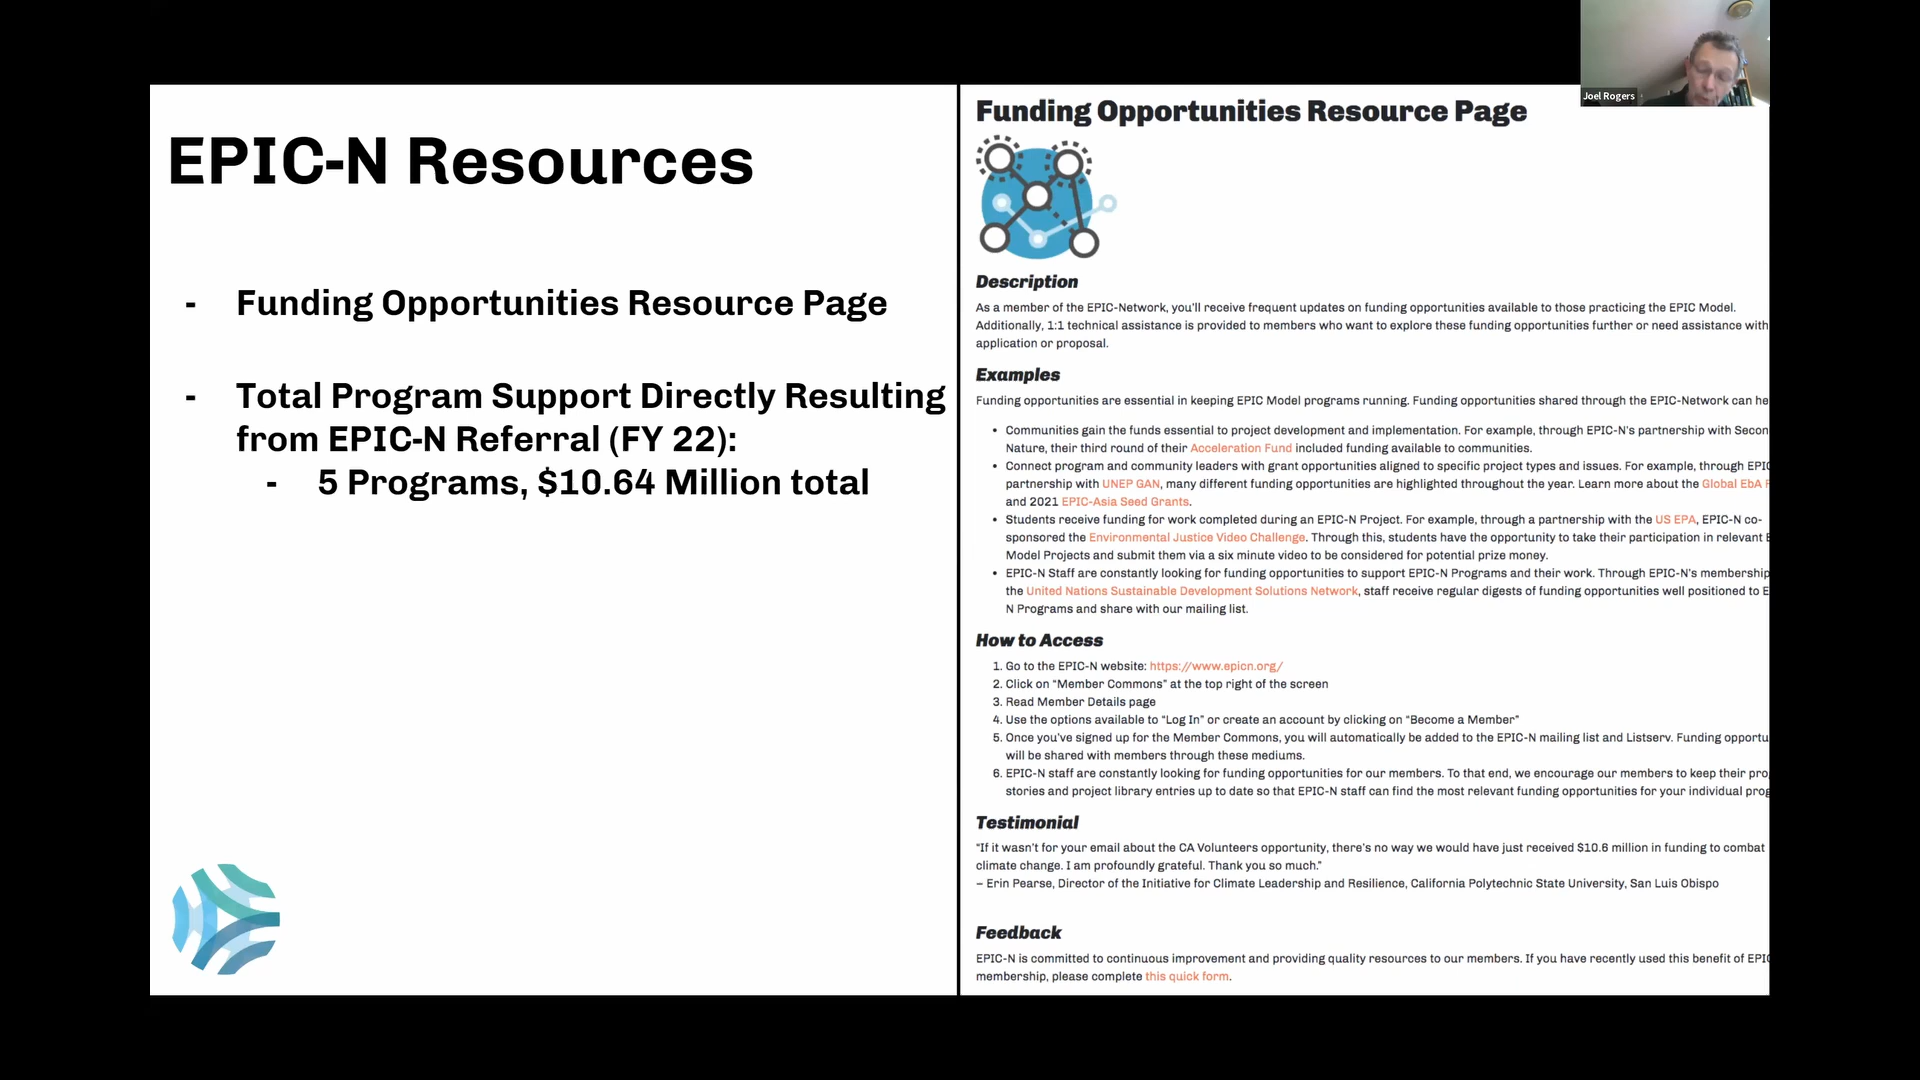 Joel Rogers
EPIC-N Resources
- Funding Opportunities Resource Page
- Total Program Support Directly Resulting
from EPIC-N Referral (FY 22):
- 5 Programs, $10.64 Million total
Funding Opportunities Resource Page
Description
As a member of the EPIC-Network, you'll receive frequent updates on funding opportunities available to those practicing the EPIC Model.
Additionally, 1:1 technical assistance is provided to members who want to explore these funding opportunities further or need assistance with
application or proposal.
Examples
Funding opportunities are essential in keeping EPIC Model programs running. Funding opportunities shared through the EPIC-Network can
• Communities gain the funds essential to project development and implementation. For example, through EPIC-N's partnership with
Nature, their third round of their Acceleration Fund included funding available to communities.
• Connect program and community leaders with grant opportunities aligned to specific project types and issues. For example, through
partnership with UNEP GAN, many different funding opportunities are highlighted throughout the year. Learn more about the Global EbA
and 2021 EPIC-Asia Seed Grants.
• Students receive funding for work completed during an EPIC-N Project. For example, through a partnership with the US EPA, EPIC-N co-
sponsored the Environmental Justice Video Challenge. Through this, students have the opportunity to take their participation in relevant
Model Projects and submit them via a six minute video to be considered for potential prize money.
• EPIC-N Staff are constantly looking for funding opportunities to support EPIC-N Programs and their work. Through EPIC-N's membership
the United Nations Sustainable Development Solutions Network, staff receive regular digests of funding opportunities well positioned to
N Programs and share with our mailing list.
How to Access
1. Go to the EPIC-N website: https://www.epicn.org/
2. Click on "Member Commons" at the top right of the screen
3. Read Member Details page
4. Use the options available to "Log In" or create an account by clicking on "Become a Member"
5. Once you've signed up for the Member Commons, you will automatically be added to the EPIC-N mailing list and Listserv. Funding
will be shared with members through these mediums.
6. EPIC-N staff are constantly looking for funding opportunities for our members. To that end, we encourage our members to keep their
stories and project library entries up to date so that EPIC-N staff can find the most relevant funding opportunities for your individual
Testimonial
"If it wasn't for your email about the CA Volunteers opportunity, there's no way we would have just received $10.6 million in funding to combat
climate change. I am profoundly grateful. Thank you so much."
– Erin Pearse, Director of the Initiative for Climate Leadership and Resilience, California Polytechnic State University, San Luis Obispo
Feedback
EPIC-N is committed to continuous improvement and providing quality resources to our members. If you have recently used this benefit of
membership, please complete this quick form.